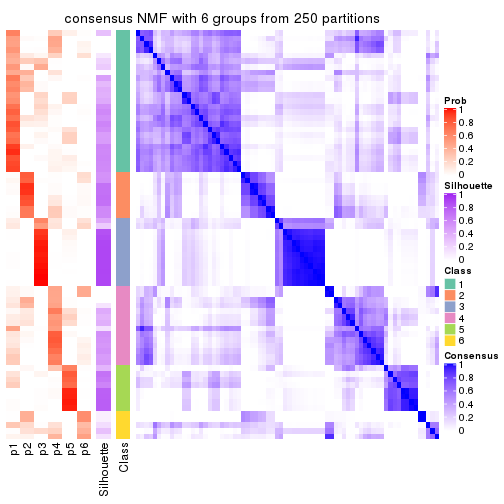 consensus NMF with 6 groups from 250 partitions
p1
p2
p3
p4
p5
p6
Silhouette
Class
Prob
1
0.8
0.6
0.4
0.2
0
Silhouette
1
0.8
0.6
0.4
0.2
0
Class
1
2
3
4
5
6
Consensus
1
0.8
0.6
0.4
0.2
0